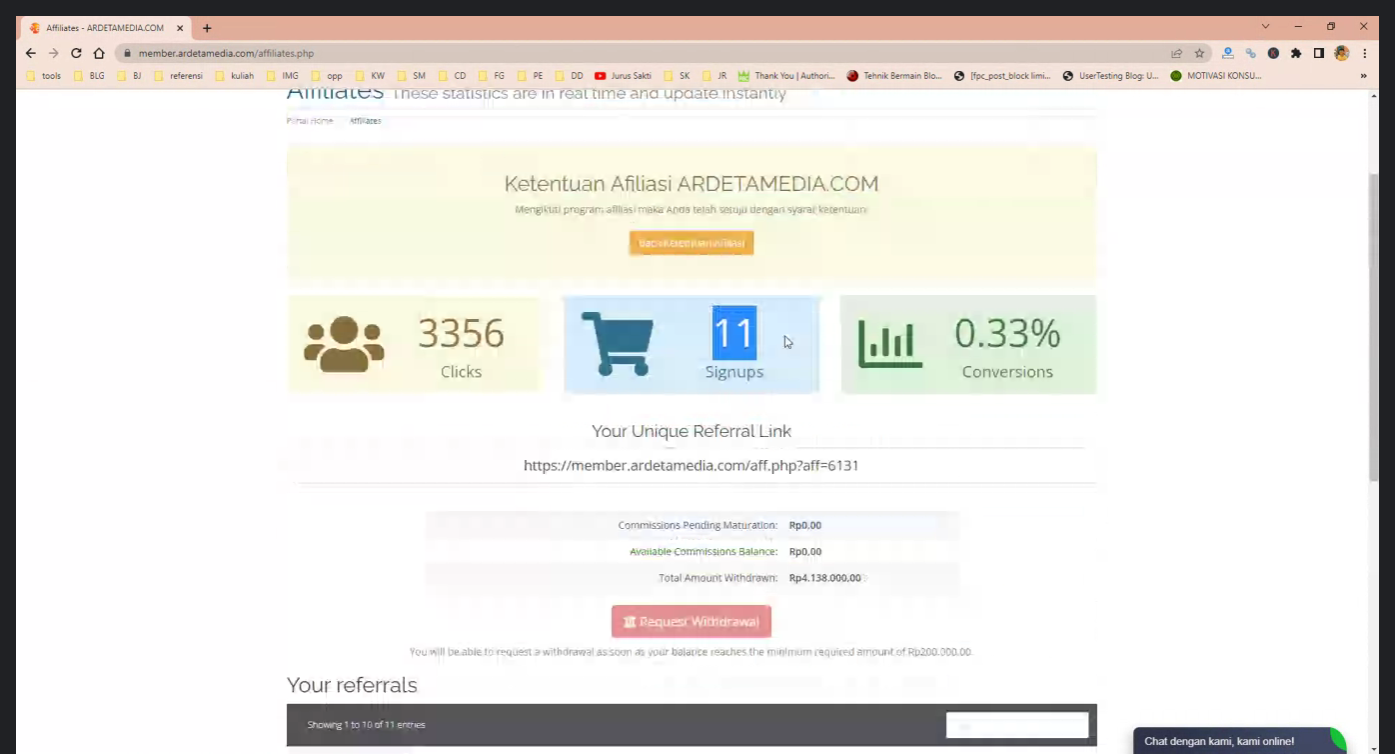 Affiliates - ARDETAMEDIA.COM
member.ardetamedia.com/affiliates.php
tools BLG BJ referensi kuliah IMG opp KW SM CD FG PE DD Jurus Sakti SK JR Thank You | Authori... Tehnik Bermain Blo... [fpc_post_block limi... UserTesting Blog: U... MOTIVASI KONSU... »
Affiliates These statistics are in real time and update instantly
Portal Home Affiliates
Ketentuan Afiliasi ARDETAMEDIA.COM
Mengikuti program afiliasi maka Anda telah setuju dengan syarat ketentuan
3356
Clicks
11
Signups
0.33%
Conversions
Your Unique Referral Link
https://member.ardetamedia.com/aff.php?aff=6131
Commissions Pending Maturation: Rp0.00
Available Commissions Balance: Rp0.00
Total Amount Withdrawn: Rp4.138.000,00
Request Withdrawal
You will be able to request a withdrawal as soon as your balance reaches the minimum required amount of Rp200.000.00.
Your referrals
Showing 1 to 10 of 11 entries
Chat dengan kami, kami online!